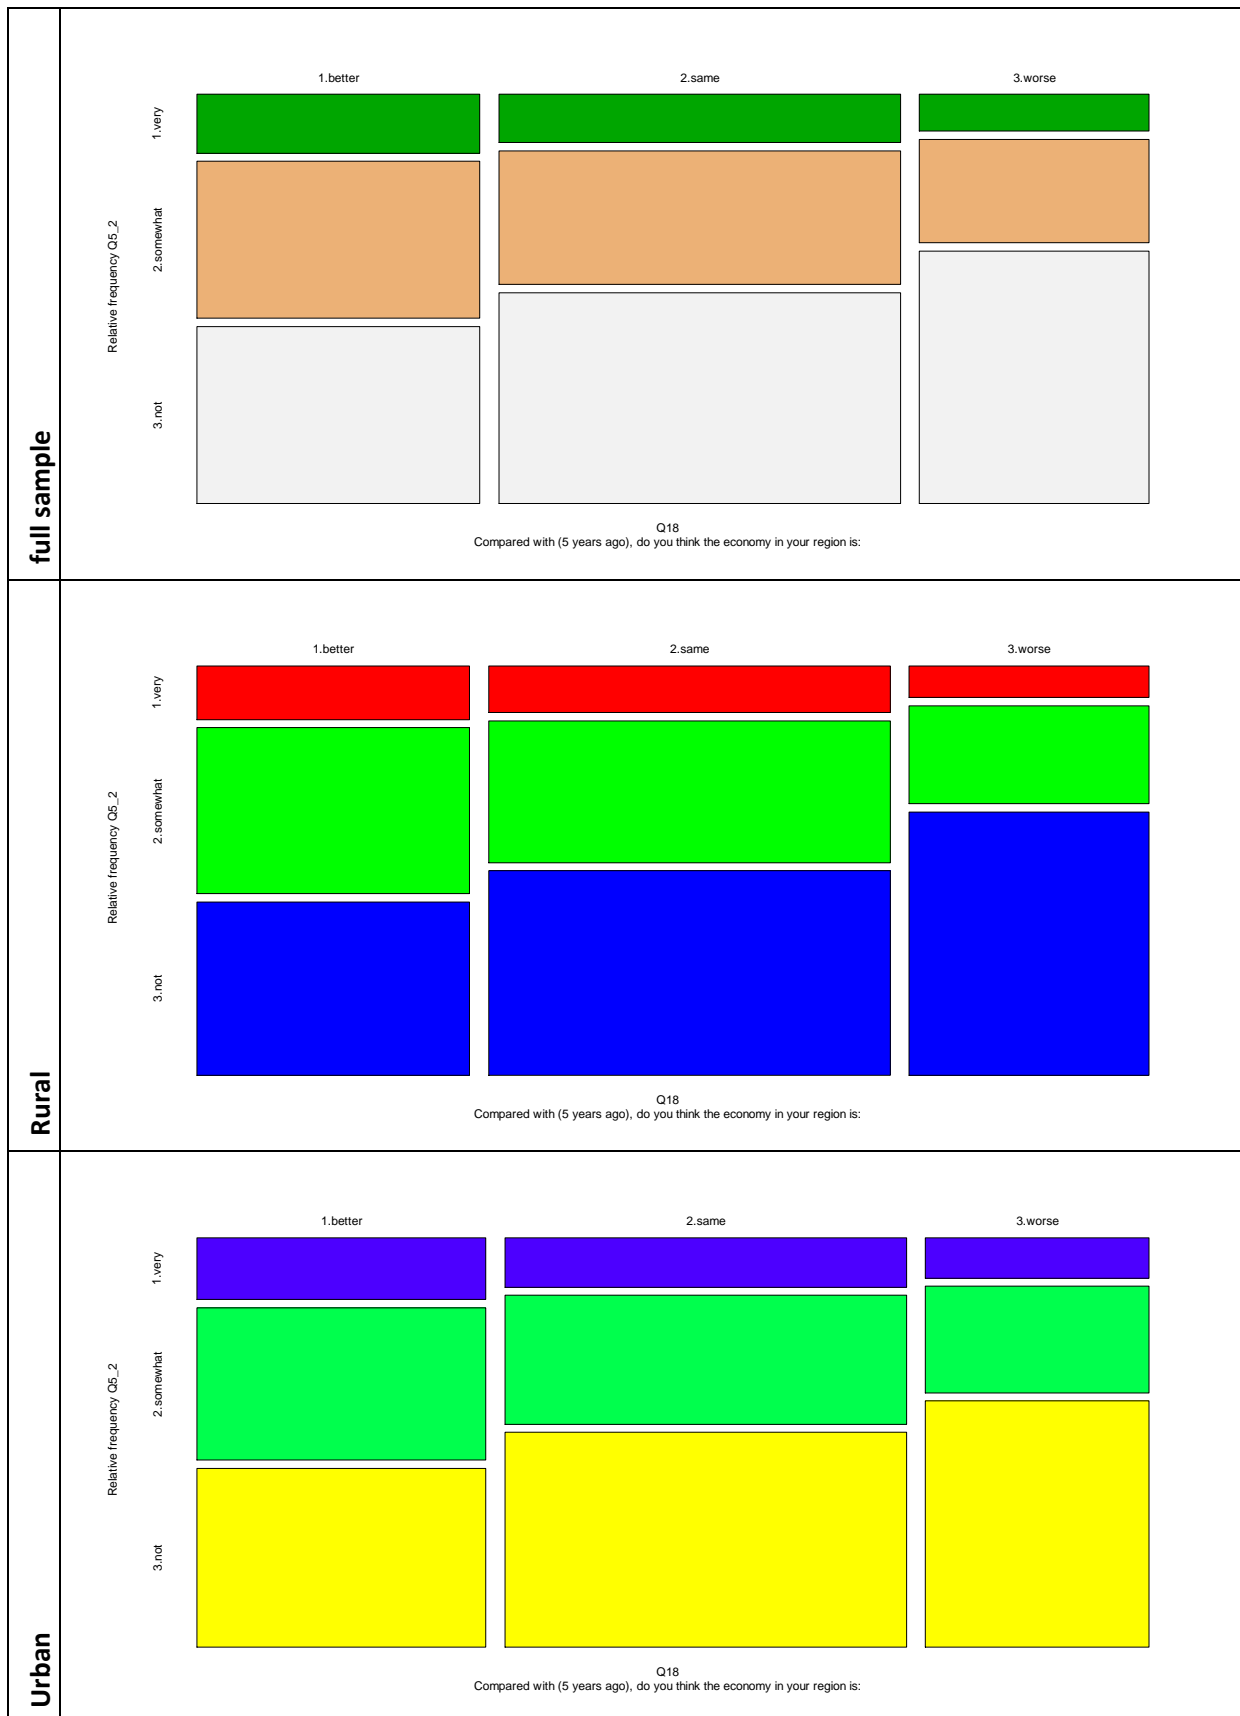 full sample
1.better 2.same 3.worse
1.very
2.somewhat
3.not
Relative frequency Q5_2
Q18
Compared with (5 years ago), do you think the economy in your region is:
Rural
1.better 2.same 3.worse
1.very
2.somewhat
3.not
Relative frequency Q5_2
Q18
Compared with (5 years ago), do you think the economy in your region is:
Urban
1.better 2.same 3.worse
1.very
2.somewhat
3.not
Relative frequency Q5_2
Q18
Compared with (5 years ago), do you think the economy in your region is: